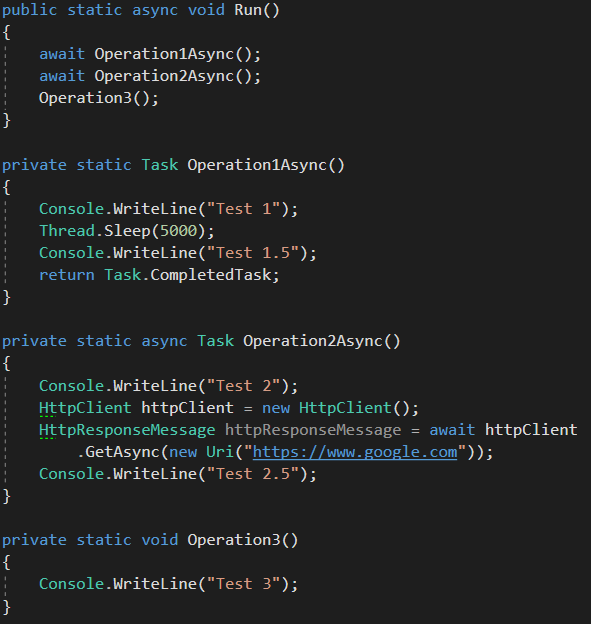 public static async void Run()
{
    await Operation1Async();
    await Operation2Async();
    Operation3();
}

private static Task Operation1Async()
{
    Console.WriteLine("Test 1");
    Thread.Sleep(5000);
    Console.WriteLine("Test 1.5");
    return Task.CompletedTask;
}

private static async Task Operation2Async()
{
    Console.WriteLine("Test 2");
    HttpClient httpClient = new HttpClient();
    HttpResponseMessage httpResponseMessage = await httpClient
        .GetAsync(new Uri("https://www.google.com"));
    Console.WriteLine("Test 2.5");
}

private static void Operation3()
{
    Console.WriteLine("Test 3");
}